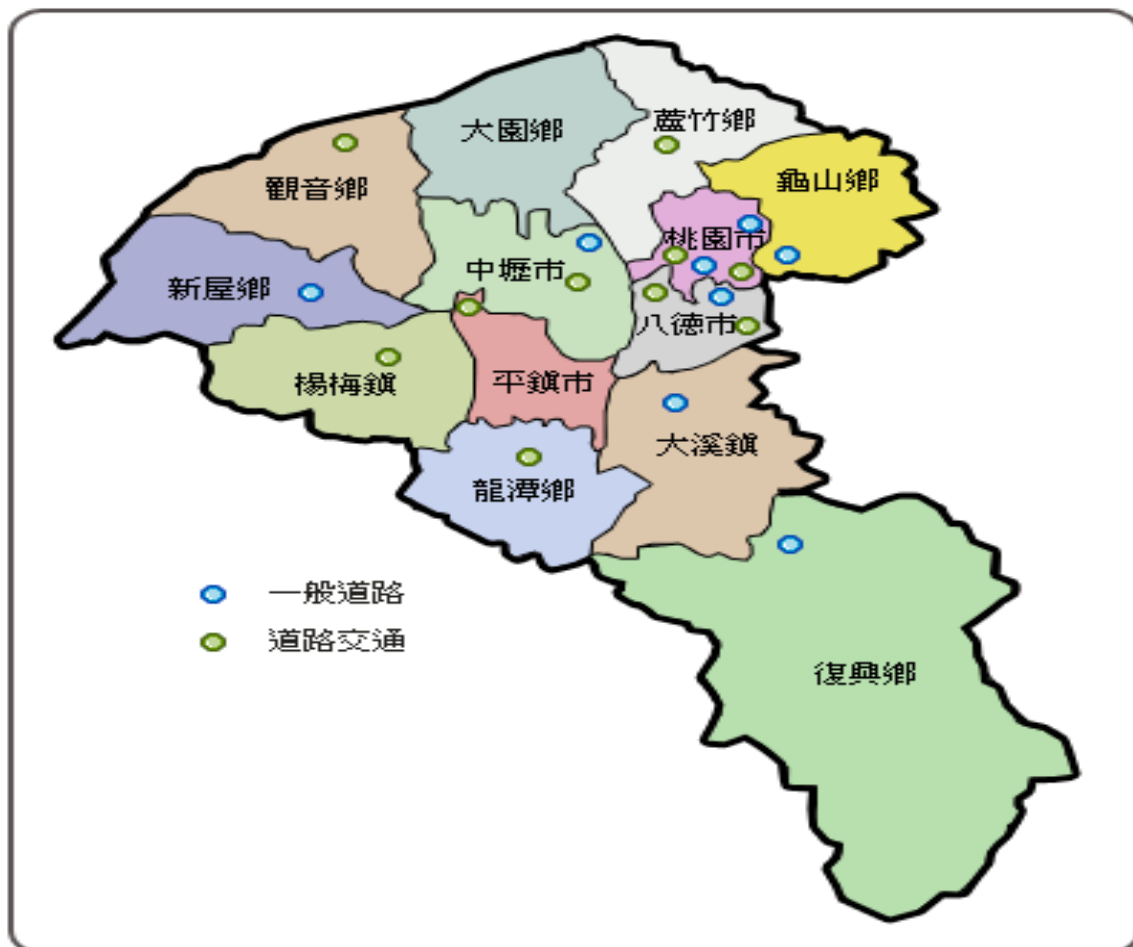 蘆竹鄉
大園鄉
龜山鄉
觀音鄉
桃園市
中壢市
新屋鄉
八德市
楊梅鎮
平鎮市
大溪鎮
龍潭鄉
一般道路
道路交通
復興鄉